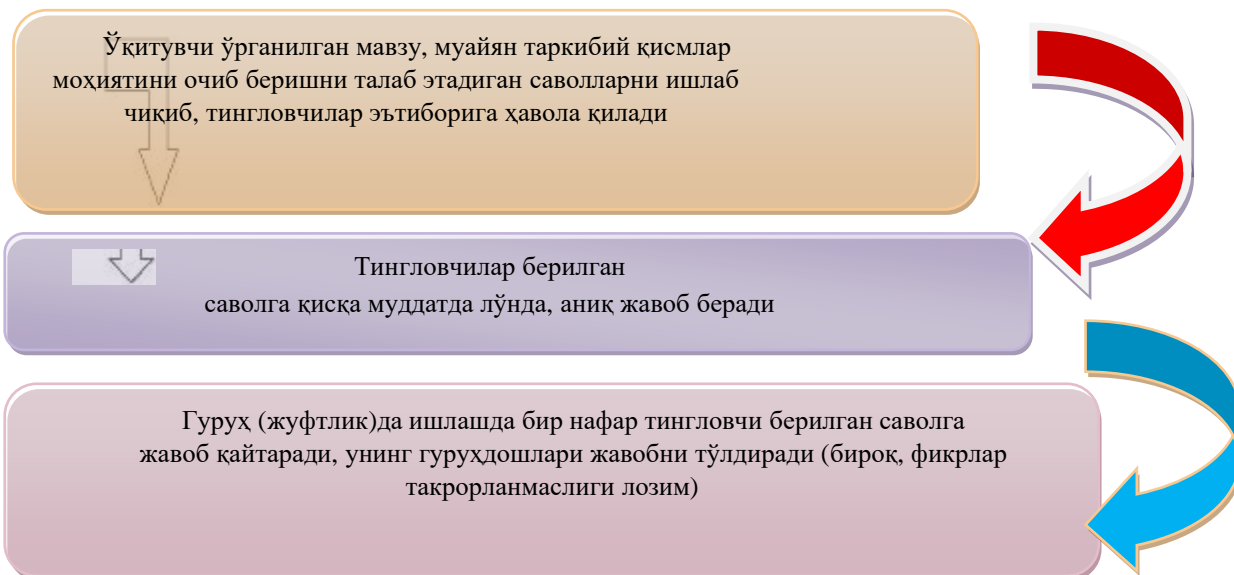 Ўқитувчи ўрганилган мавзу, муайян таркибий қисмлар
моҳиятини очиб беришни талаб этадиган саволларни ишлаб
чиқиб, тингловчилар эътиборига ҳавола қилади
Тингловчилар берилган
саволга қисқа муддатда лўнда, аниқ жавоб беради
Гуруҳ (жуфтлик)да ишлашда бир нафар тингловчи берилган саволга
жавоб қайтаради, унинг гуруҳдошлари жавобни тўлдиради (бироқ, фикрлар
такрорланмаслиги лозим)